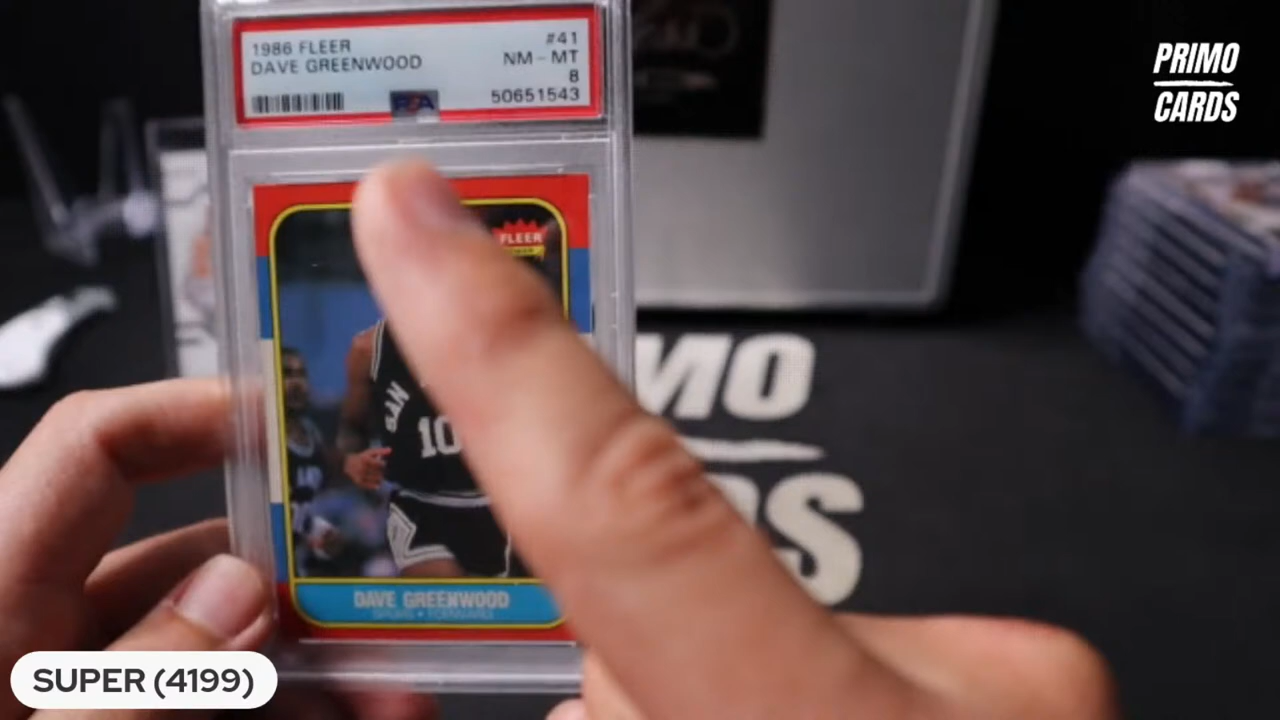 1986 FLEER #41
DAVE GREENWOOD NM-MT
8
PSA 50651543
FLEER
SAN
10
DAVE GREENWOOD
PRIMO
CARDS
MO
DS
SUPER (4199)